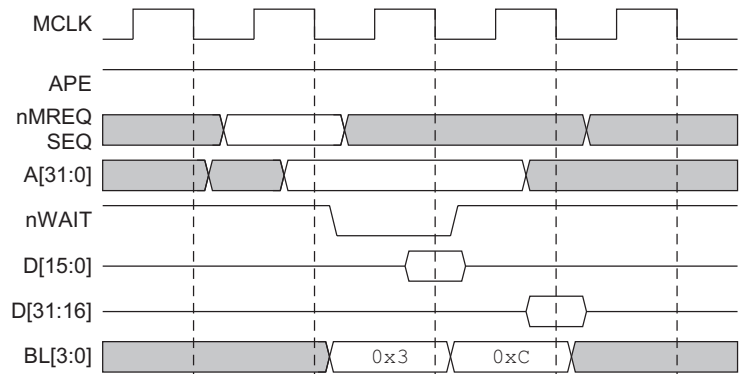 MCLK
APE
nMREQ
SEQ
A[31:0]
nWAIT
D[15:0]
D[31:16]
BL[3:0] 0x3 0xC